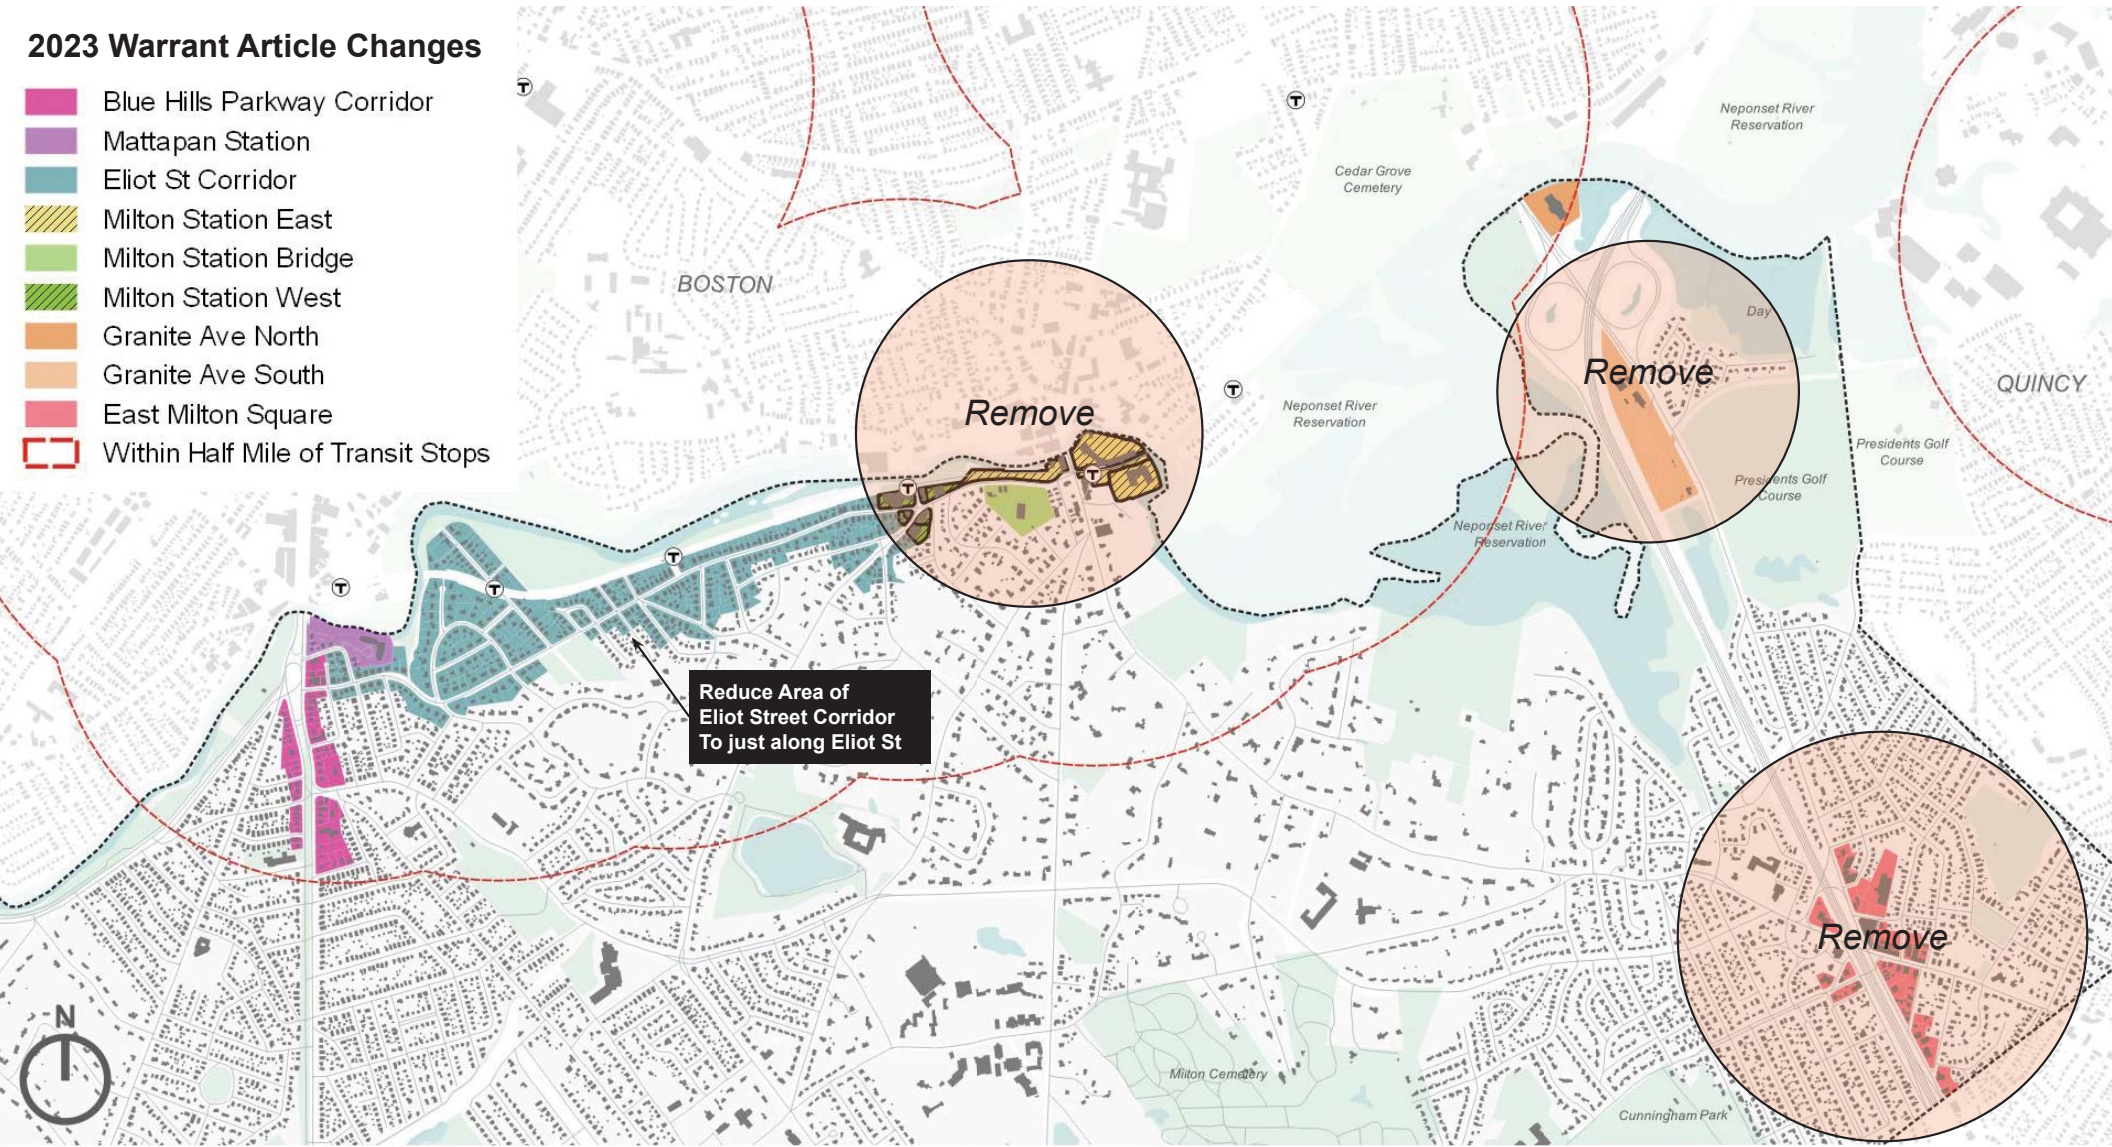 2023 Warrant Article Changes
Blue Hills Parkway Corridor
Mattapan Station
Eliot St Corridor
Milton Station East
Milton Station Bridge
Milton Station West
Granite Ave North
Granite Ave South
East Milton Square
Within Half Mile of Transit Stops
T
T
Neponset River
Reservation
Cedar Grove
Cemetery
BOSTON
Day
Remove
QUINCY
T
Neponset River
Reservation
Remove
Presidents Golf
Course
Presidents Golf
Course
T
T
Neponset River
Reservation
T
T
T
Reduce Area of
Eliot Street Corridor
To just along Eliot St
Remove
N
Milton Cemetery
Cunningham Park